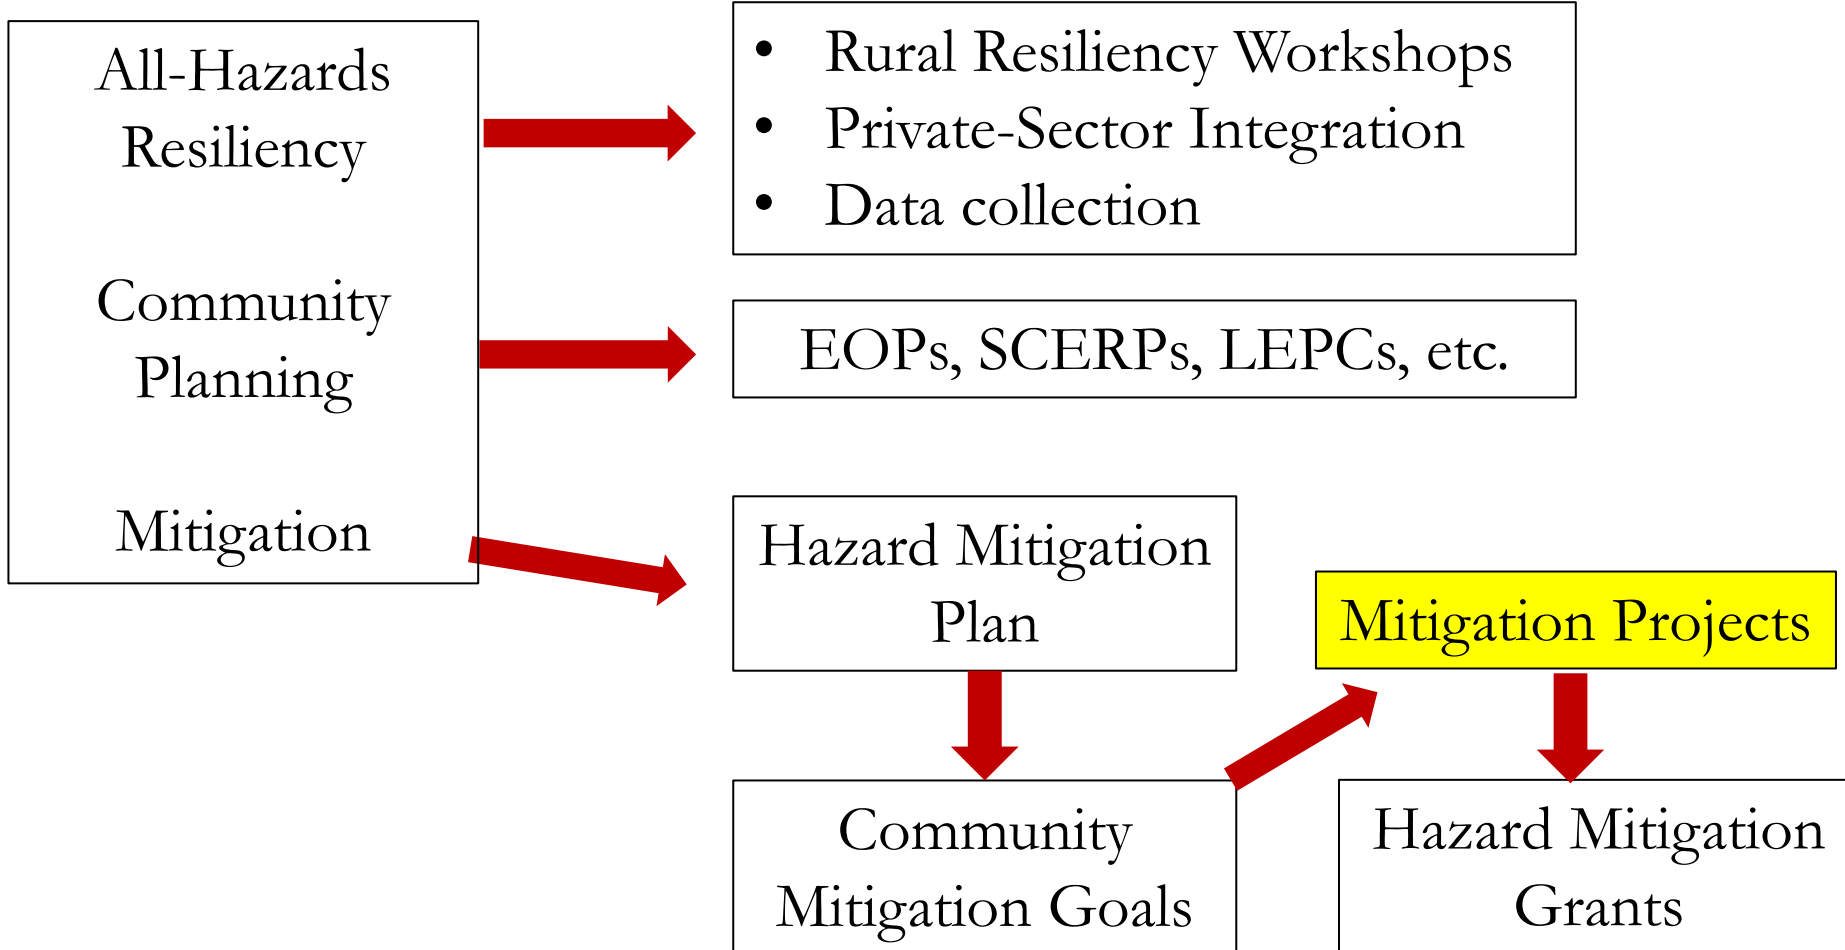 All-Hazards
Resiliency
Community
Planning
Mitigation
• Rural Resiliency Workshops
• Private-Sector Integration
• Data collection
EOPs, SCERPs, LEPCs, etc.
Hazard Mitigation
Plan
Community
Mitigation Goals
Mitigation Projects
Hazard Mitigation
Grants